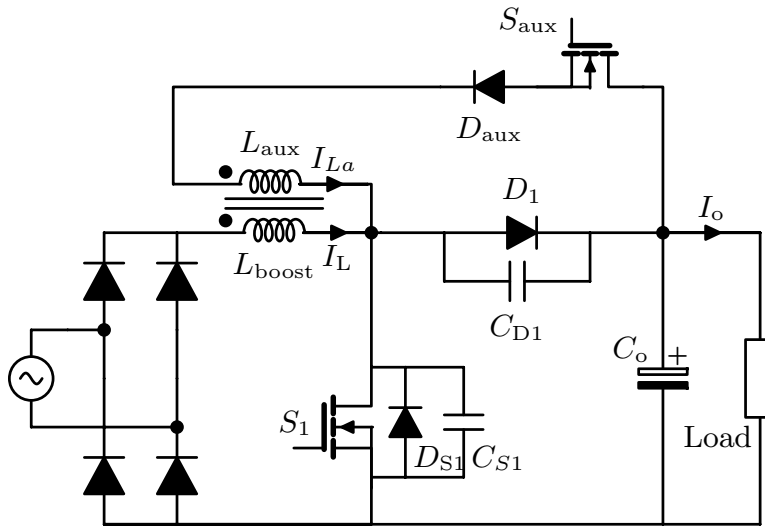 S_aux
D_aux
L_aux
I_La
D_1
I_o
L_boost
I_L
C_D1
C_o
+
S_1
D_S1
C_S1
Load